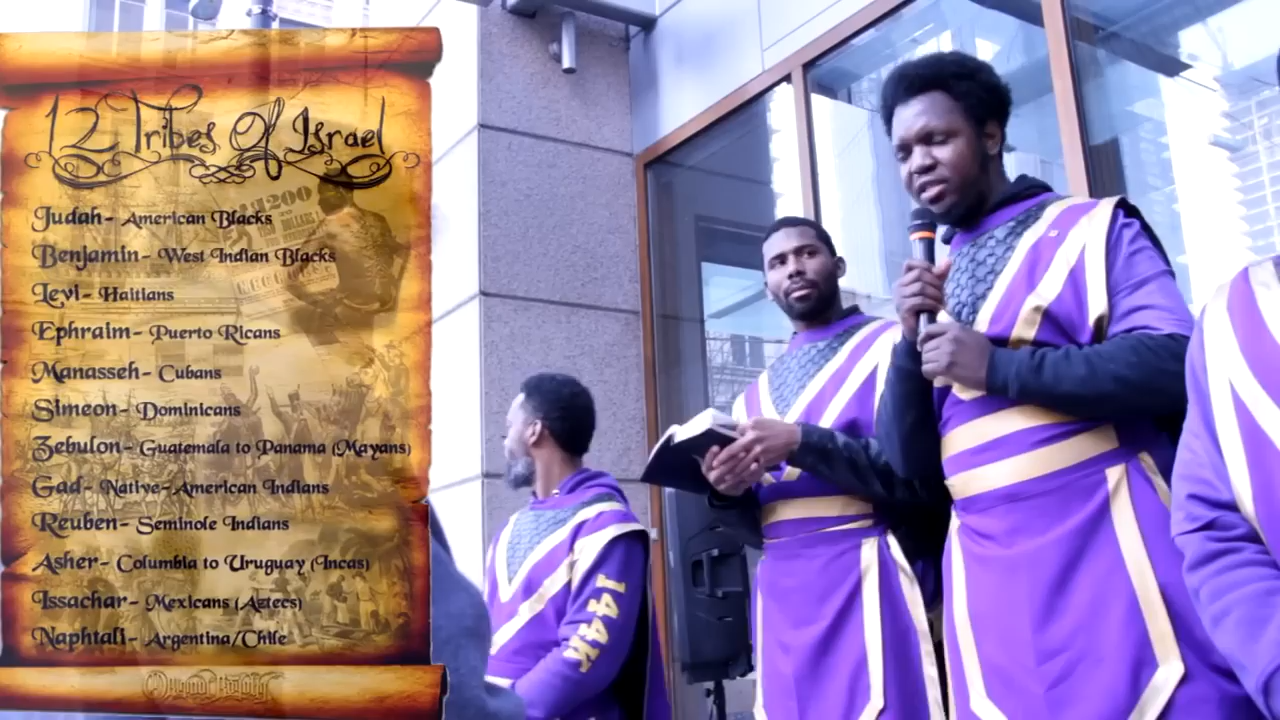 12 Tribes Of Israel
Judah- American Blacks
Benjamin- West Indian Blacks
Levi- Haitians
Ephraim- Puerto Ricans
Manasseh- Cubans
Simeon- Dominicans
Zebulon- Guatemala to Panama (Mayans)
Gad- Native-American Indians
Reuben- Seminole Indians
Asher- Columbia to Uruguay (Incas)
Issachar- Mexicans (Aztecs)
Naphtali- Argentina/Chile
$1200
144K